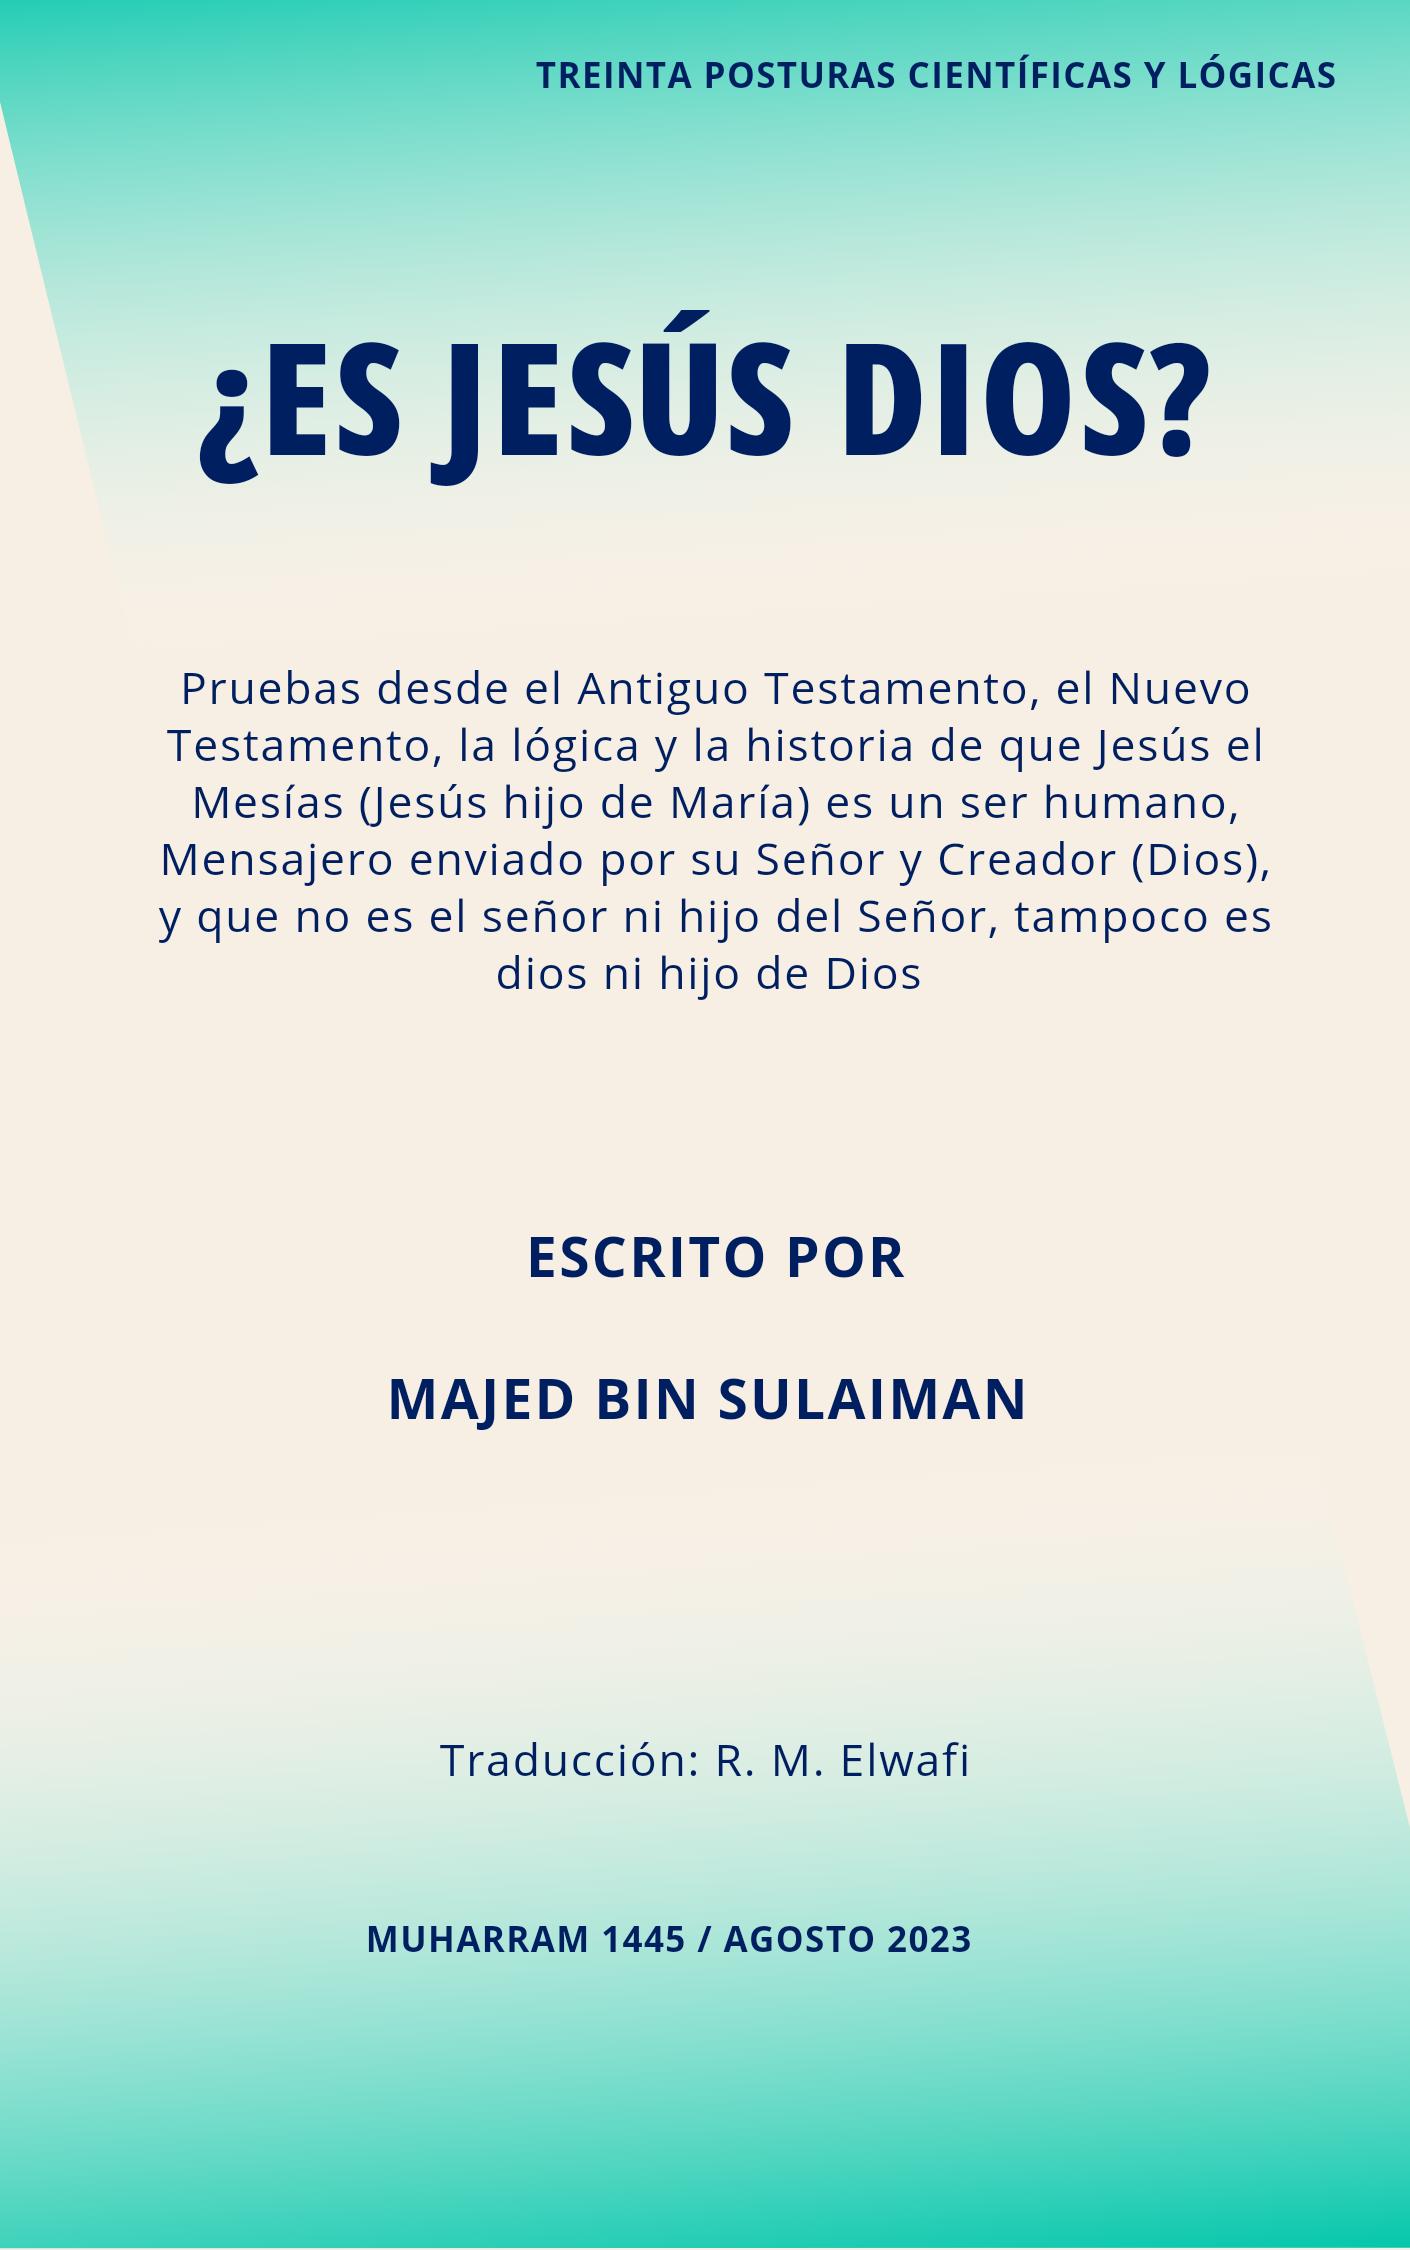 TREINTA POSTURAS CIENTÍFICAS Y LÓGICAS
¿ES JESÚS DIOS?
Pruebas desde el Antiguo Testamento, el Nuevo
Testamento, la lógica y la historia de que Jesús el
Mesías (Jesús hijo de María) es un ser humano,
Mensajero enviado por su Señor y Creador (Dios),
y que no es el señor ni hijo del Señor, tampoco es
dios ni hijo de Dios
ESCRITO POR
MAJED BIN SULAIMAN
Traducción: R. M. Elwafi
MUHARRAM 1445 / AGOSTO 2023